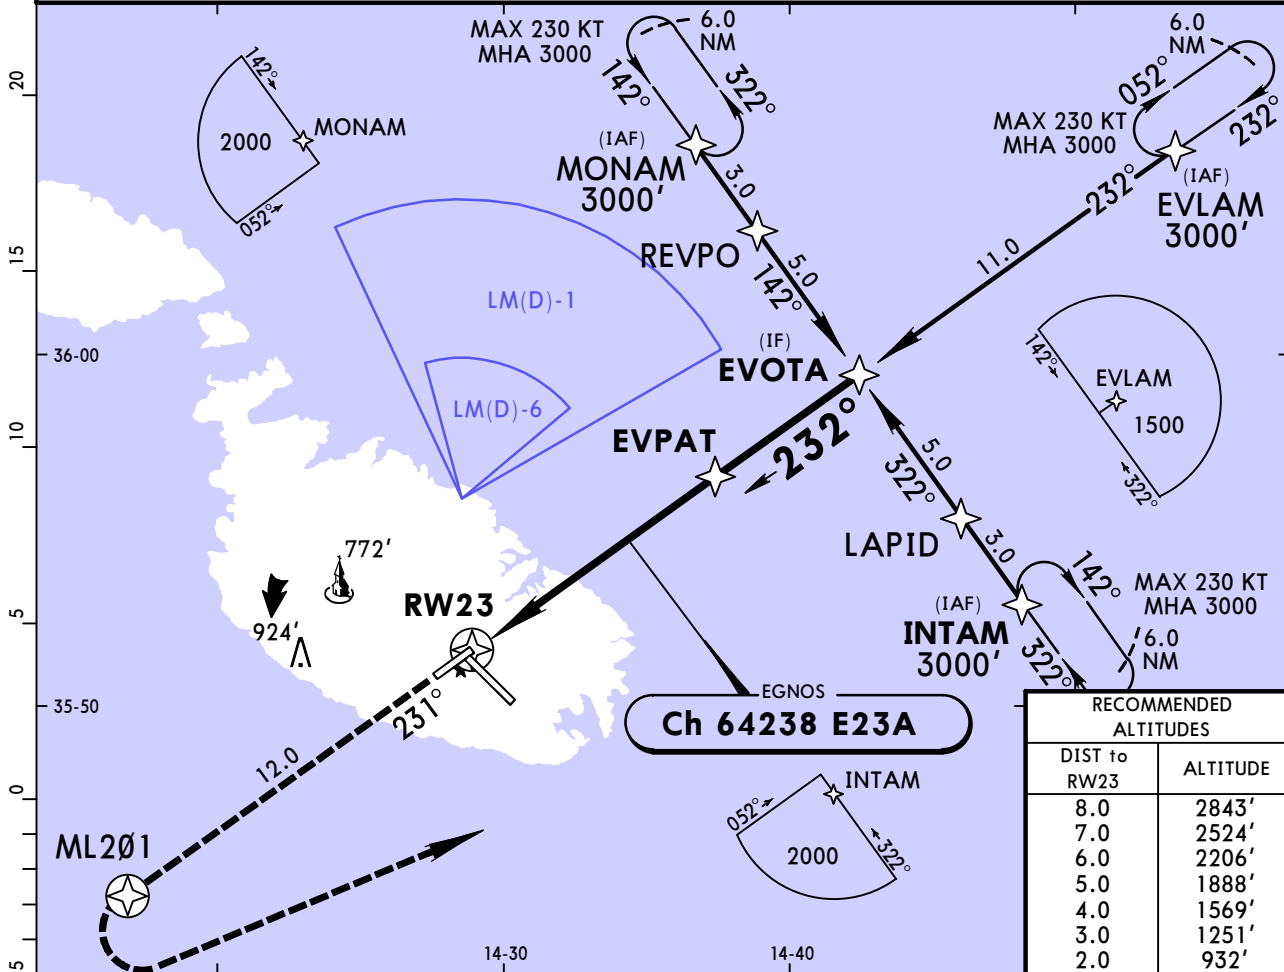 MAX 230 KT
MHA 3000
6.0
NM
142°
322°
(IAF)
MONAM
3000'
3.0
REVPO
5.0
142°
6.0
NM
052°
232°
MAX 230 KT
MHA 3000
232°
(IAF)
EVLAM
3000'
11.0
142°
2000
MONAM
052°
LM(D)-1
LM(D)-6
(IF)
EVOTA
EVPAT
232°
142°
EVLAM
1500
322°
5.0
322°
LAPID
3.0
(IAF)
INTAM
3000'
142°
322°
MAX 230 KT
MHA 3000
6.0
NM
772'
924'
RW23
231°
12.0
ML2Ø1
EGNOS
Ch 64238 E23A
INTAM
052°
2000
322°
20
15
10
5
0
5
36-00
35-50
14-30
14-40
RECOMMENDED
ALTITUDES
DIST to
RW23
ALTITUDE
8.0 2843'
7.0 2524'
6.0 2206'
5.0 1888'
4.0 1569'
3.0 1251'
2.0 932'